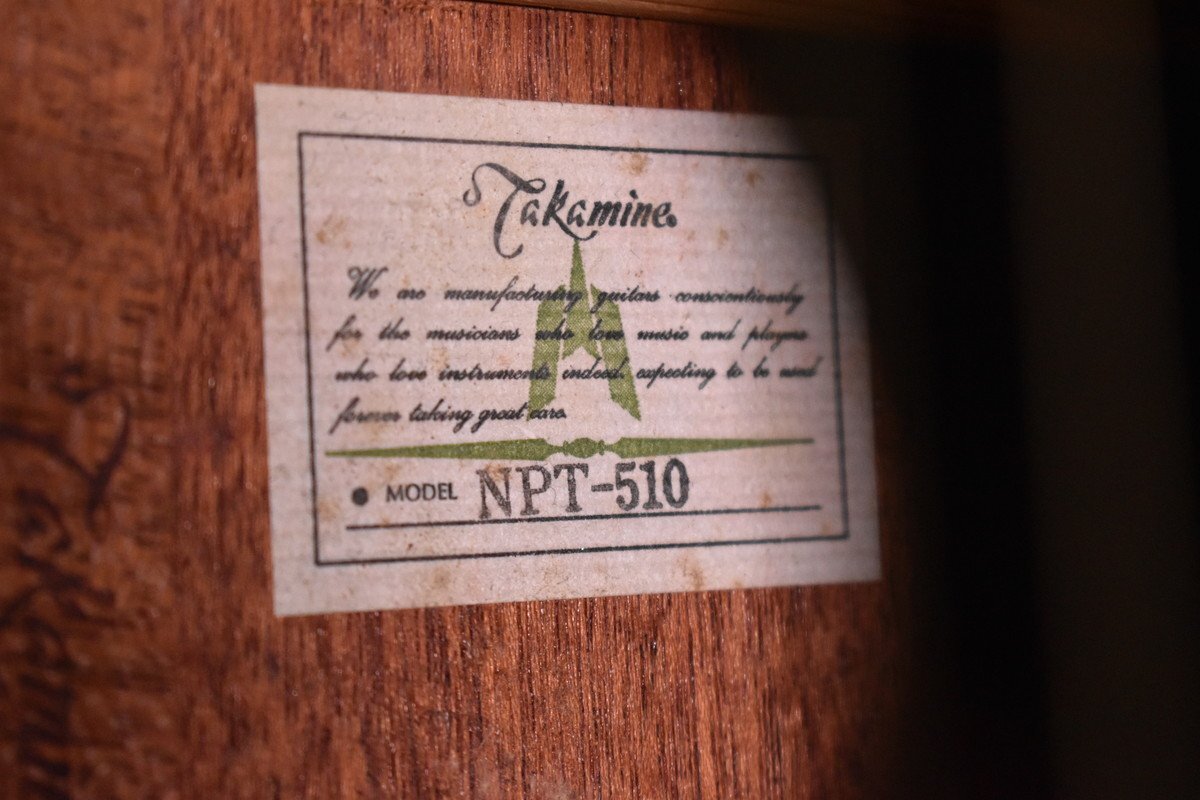 Takamine
We are manufacturing guitars conscientiously
for the musicians who love music and players
who love instruments indeed, expecting to be used
forever taking great care.
MODEL NPT-510